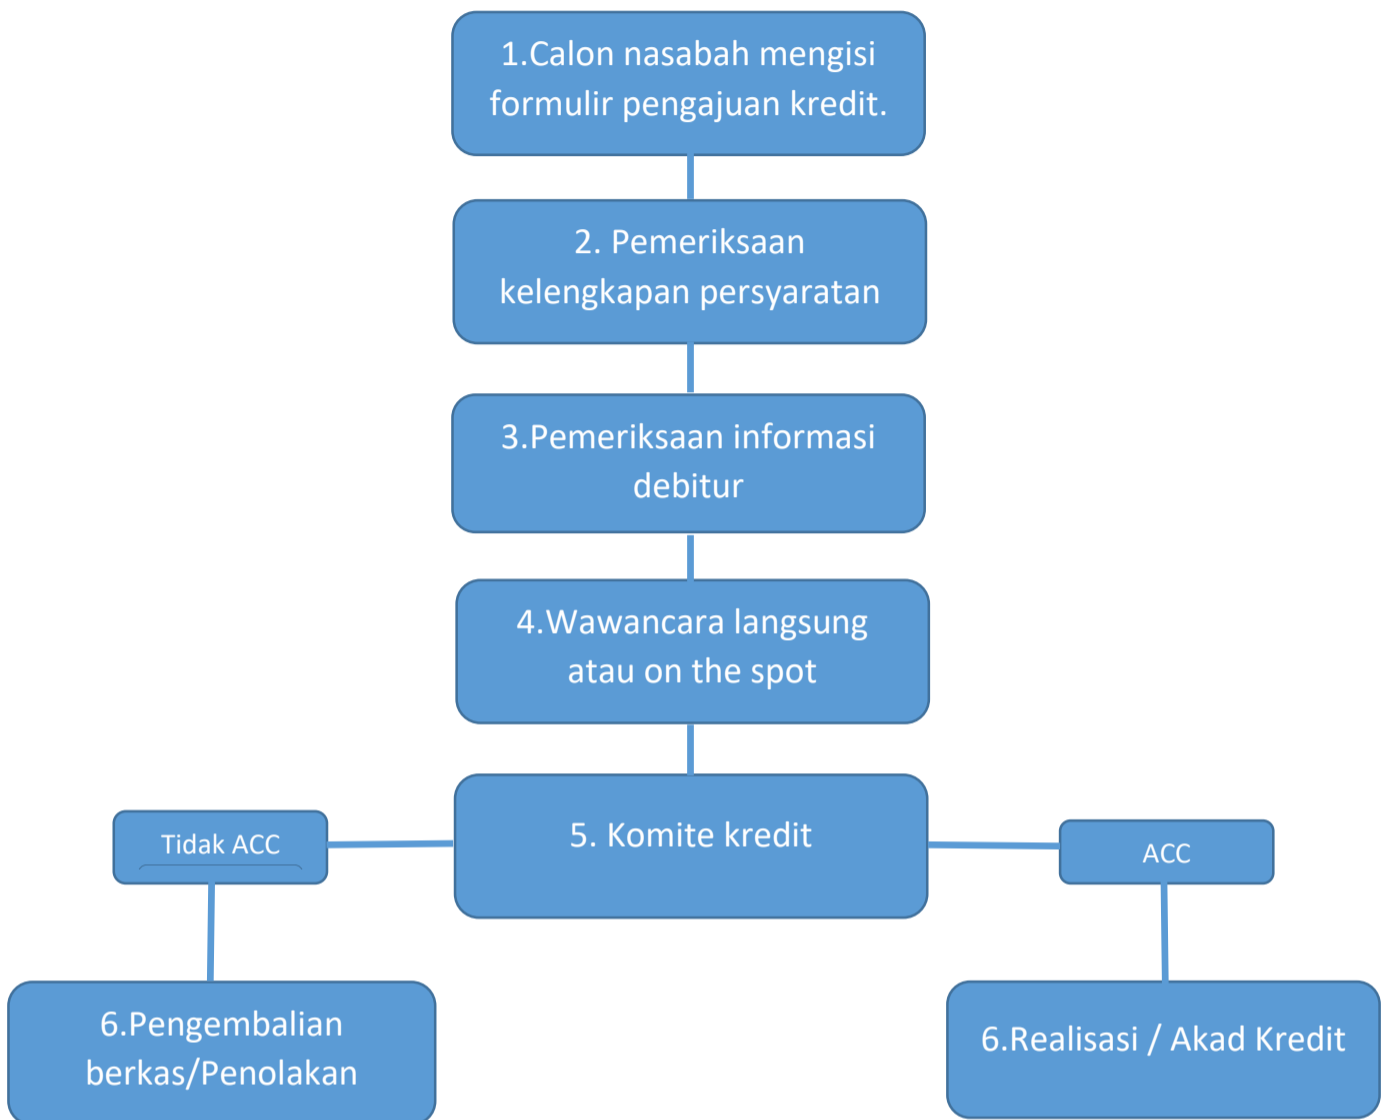 1.Calon nasabah mengisi
formulir pengajuan kredit.
2. Pemeriksaan
kelengkapan persyaratan
3.Pemeriksaan informasi
debitur
4.Wawancara langsung
atau on the spot
5. Komite kredit
Tidak ACC
ACC
6.Pengembalian
berkas/Penolakan
6.Realisasi / Akad Kredit